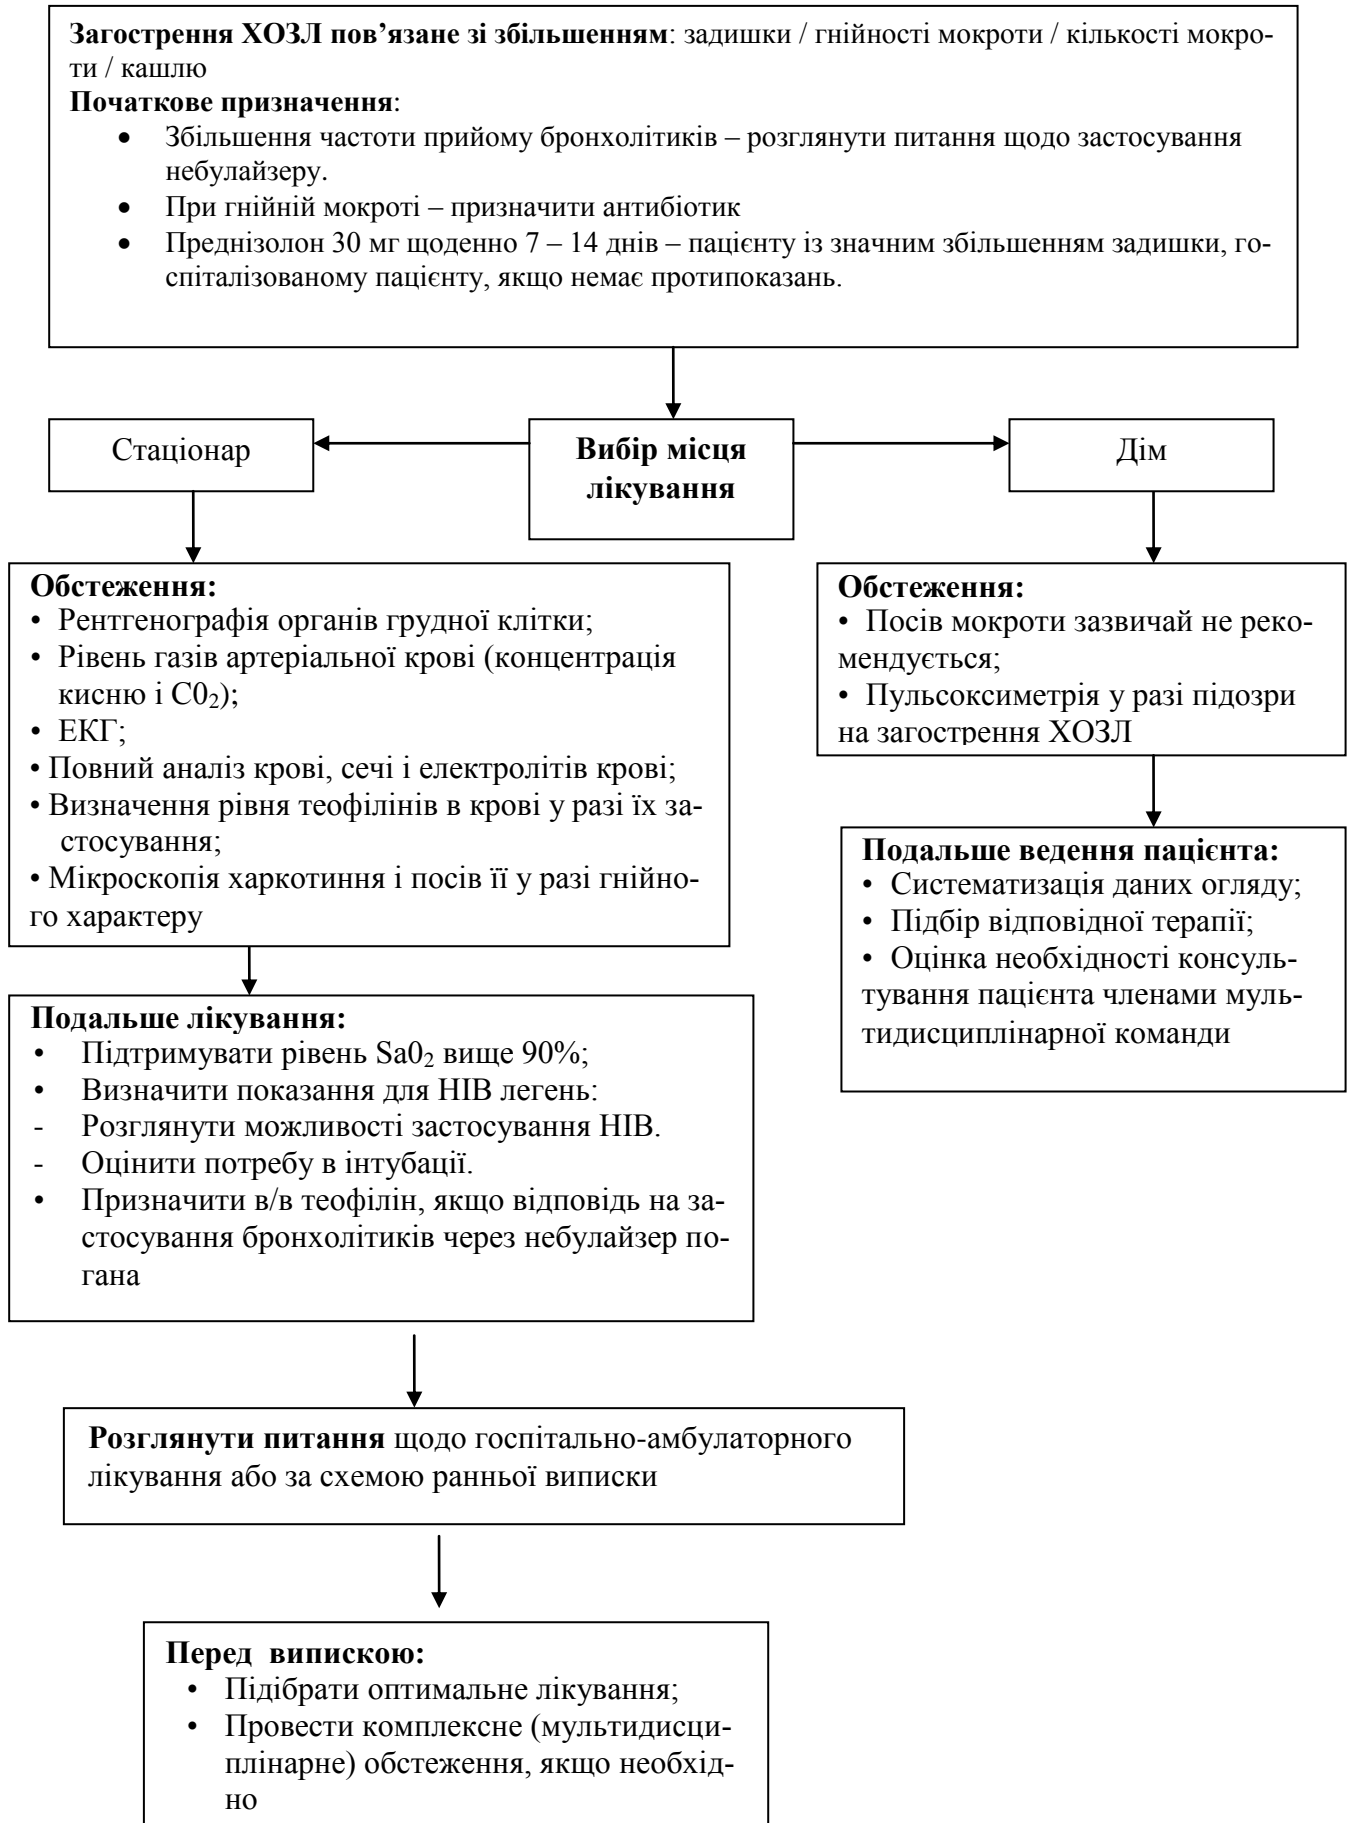 Загострення ХОЗЛ пов’язане зі збільшенням: задишки / гнійності мокроти / кількості мокро-
ти / кашлю
Початкове призначення:
• Збільшення частоти прийому бронхолітиків – розглянути питання щодо застосування
небулайзеру.
• При гнійній мокроті – призначити антибіотик
• Преднізолон 30 мг щоденно 7 – 14 днів – пацієнту із значним збільшенням задишки, го-
спіталізованому пацієнту, якщо немає протипоказань.
Стаціонар
Вибір місця
лікування
Дім
Обстеження:
• Рентгенографія органів грудної клітки;
• Рівень газів артеріальної крові (концентрація
кисню і С0₂);
• ЕКГ;
• Повний аналіз крові, сечі і електролітів крові;
• Визначення рівня теофілінів в крові у разі їх за-
стосування;
• Мікроскопія харкотиння і посів її у разі гнійно-
го характеру
Обстеження:
• Посів мокроти зазвичай не реко-
мендується;
• Пульсоксиметрія у разі підозри
на загострення ХОЗЛ
Подальше ведення пацієнта:
• Систематизація даних огляду;
• Підбір відповідної терапії;
• Оцінка необхідності консуль-
тування пацієнта членами муль-
тидисциплінарної команди
Подальше лікування:
• Підтримувати рівень Sa0₂ вище 90%;
• Визначити показання для НІВ легень:
- Розглянути можливості застосування НІВ.
- Оцінити потребу в інтубації.
• Призначити в/в теофілін, якщо відповідь на за-
стосування бронхолітиків через небулайзер по-
гана
Розглянути питання щодо госпітально-амбулаторного
лікування або за схемою ранньої виписки
Перед випискою:
• Підібрати оптимальне лікування;
• Провести комплексне (мультидисци-
плінарне) обстеження, якщо необхід-
но